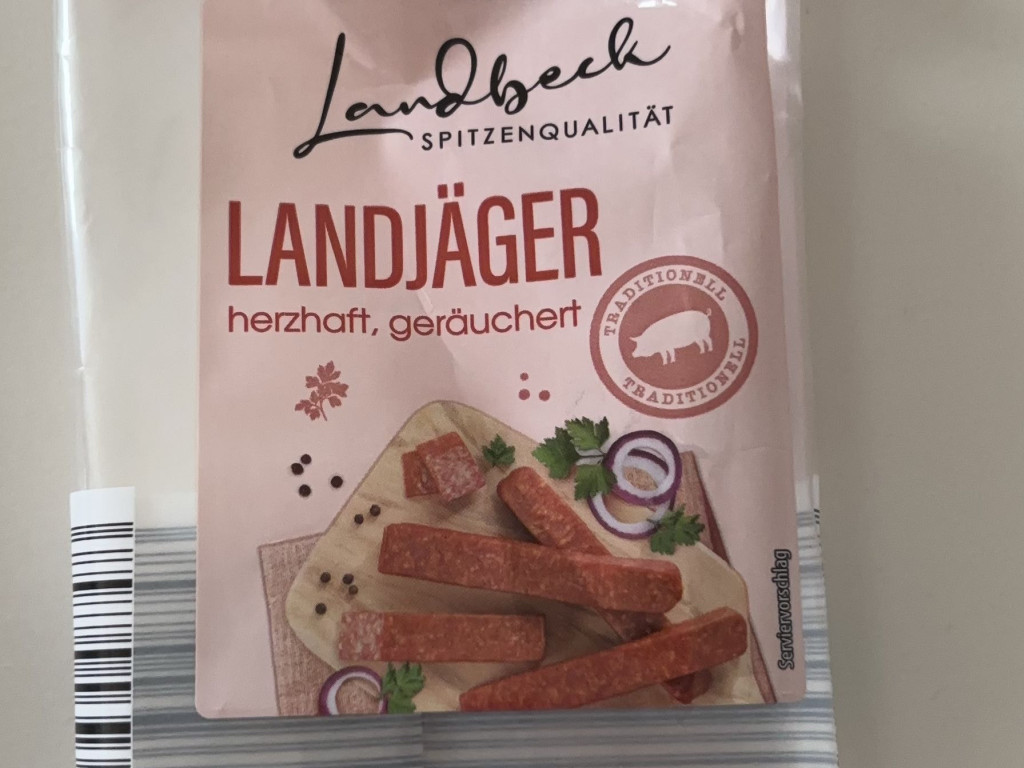 Landbeck
SPITZENQUALITÄT
LANDJÄGER
herzhaft, geräuchert
TRADITIONELL
TRADITIONELL
Serviervorschlag